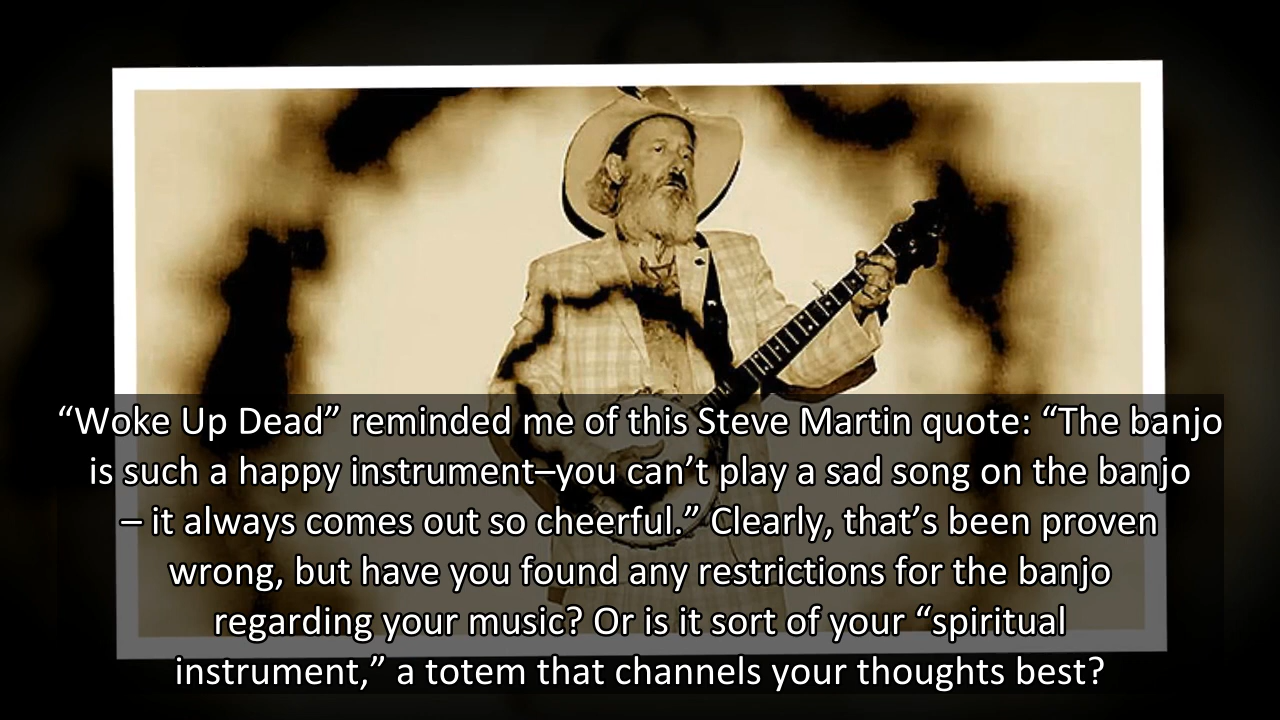 “Woke Up Dead” reminded me of this Steve Martin quote: “The banjo
is such a happy instrument–you can’t play a sad song on the banjo
– it always comes out so cheerful.” Clearly, that’s been proven
wrong, but have you found any restrictions for the banjo
regarding your music? Or is it sort of your “spiritual
instrument,” a totem that channels your thoughts best?